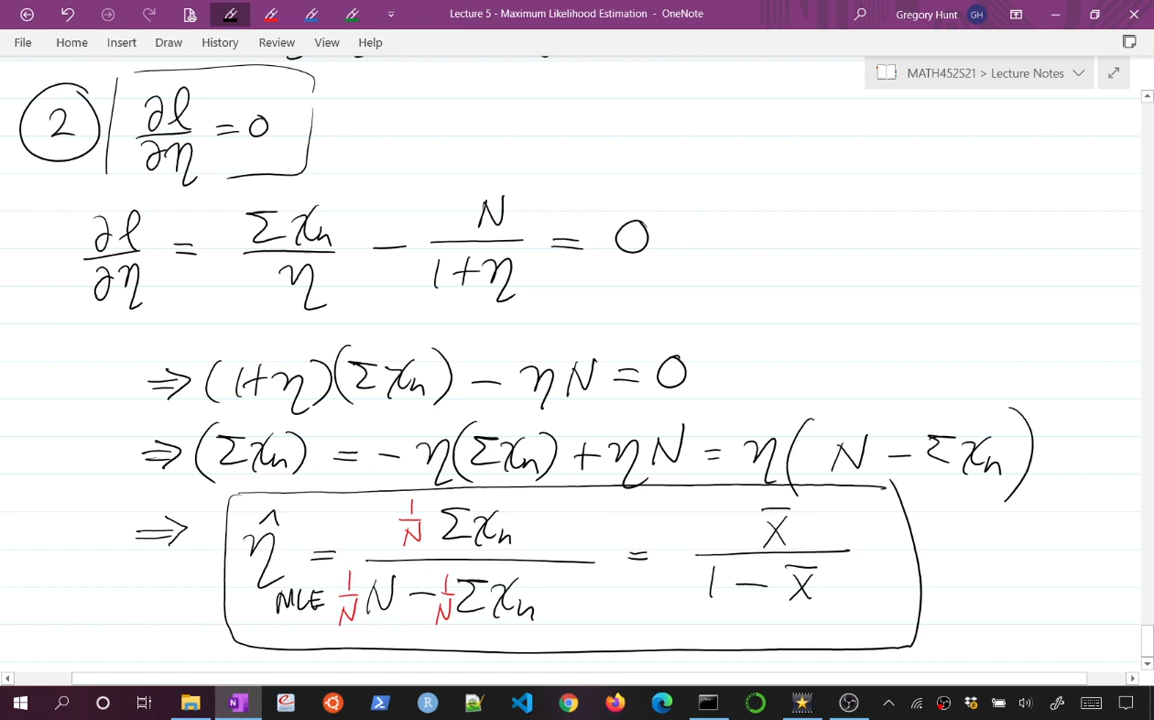 Lecture 5 - Maximum Likelihood Estimation - OneNote
Gregory Hunt GH
File Home Insert Draw History Review View Help
MATH452S21 > Lecture Notes
2 ∂ℓ/∂η = 0
∂ℓ/∂η = Σxₙ/η − N/(1+η) = 0
⇒ (1+η)(Σxₙ) − ηN = 0
⇒ (Σxₙ) = −η(Σxₙ) + ηN = η(N − Σxₙ)
⇒ η̂_MLE = (1/N Σxₙ)/(1/N N − 1/N Σxₙ) = x̄/(1 − x̄)